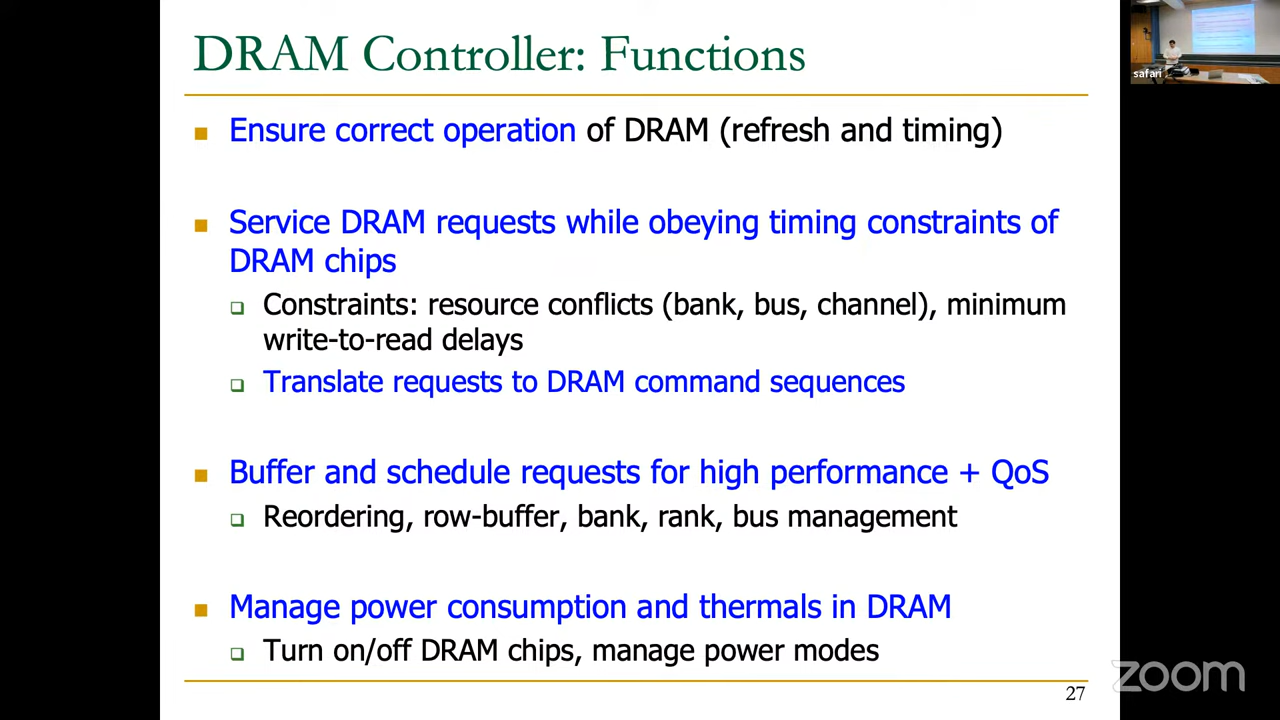 DRAM Controller: Functions
safari
Ensure correct operation of DRAM (refresh and timing)
Service DRAM requests while obeying timing constraints of
DRAM chips
Constraints: resource conflicts (bank, bus, channel), minimum
write-to-read delays
Translate requests to DRAM command sequences
Buffer and schedule requests for high performance + QoS
Reordering, row-buffer, bank, rank, bus management
Manage power consumption and thermals in DRAM
Turn on/off DRAM chips, manage power modes
27
zoom